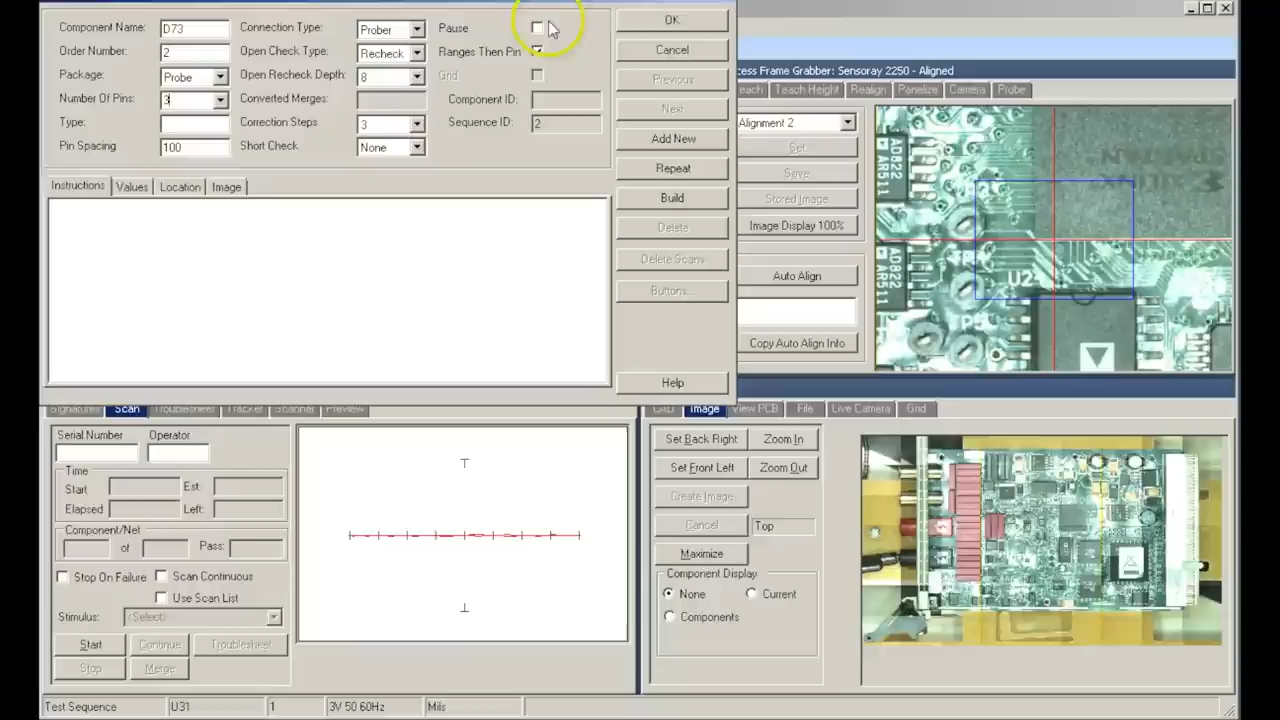 Component Name: D73 Connection Type: Prober Pause OK
Order Number: 2 Open Check Type: Recheck Ranges Then Pin Cancel
Package: Probe Open Recheck Depth: 8 Grid Previous
Number Of Pins: 3 Converted Merges: Component ID: Next
Type: Correction Steps 3 Sequence ID: 2 Add New
Pin Spacing 100 Short Check None Repeat
Instructions Values Location Image Build
Delete
Delete Scans
Buttons...
Help
cess Frame Grabber: Sensoray 2250 - Aligned
each Teach Height Realign Panelize Camera Probe
Alignment 2
Set
Save
Stored Image
Image Display 100%
Auto Align
Copy Auto Align Info
AD822
AR511
AD822
AR511
Signatures Scan Troubleshoot Tracker Scanner Preview
Serial Number Operator
Time
Start Est:
Elapsed Left:
Component/Net
of Pass:
Stop On Failure Scan Continuous
Use Scan List
Stimulus: (Select)
Start Continue Troubleshoot
Stop Merge
CAD Image View PCB File Live Camera Grid
Set Back Right Zoom In
Set Front Left Zoom Out
Create Image
Cancel Top
Maximize
Component Display
None Current
Components
Test Sequence U31 1 3V 50 60Hz Mils